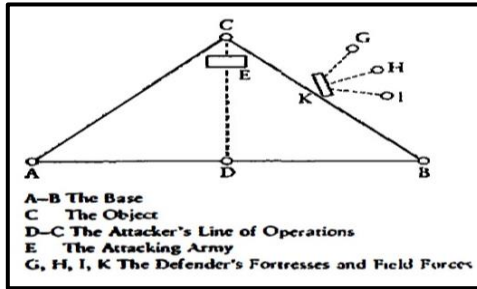 C
G
H
E
K
I
A
D
B
A–B The Base
C The Object
D–C The Attacker's Line of Operations
E The Attacking Army
G, H, I, K The Defender's Fortresses and Field Forces